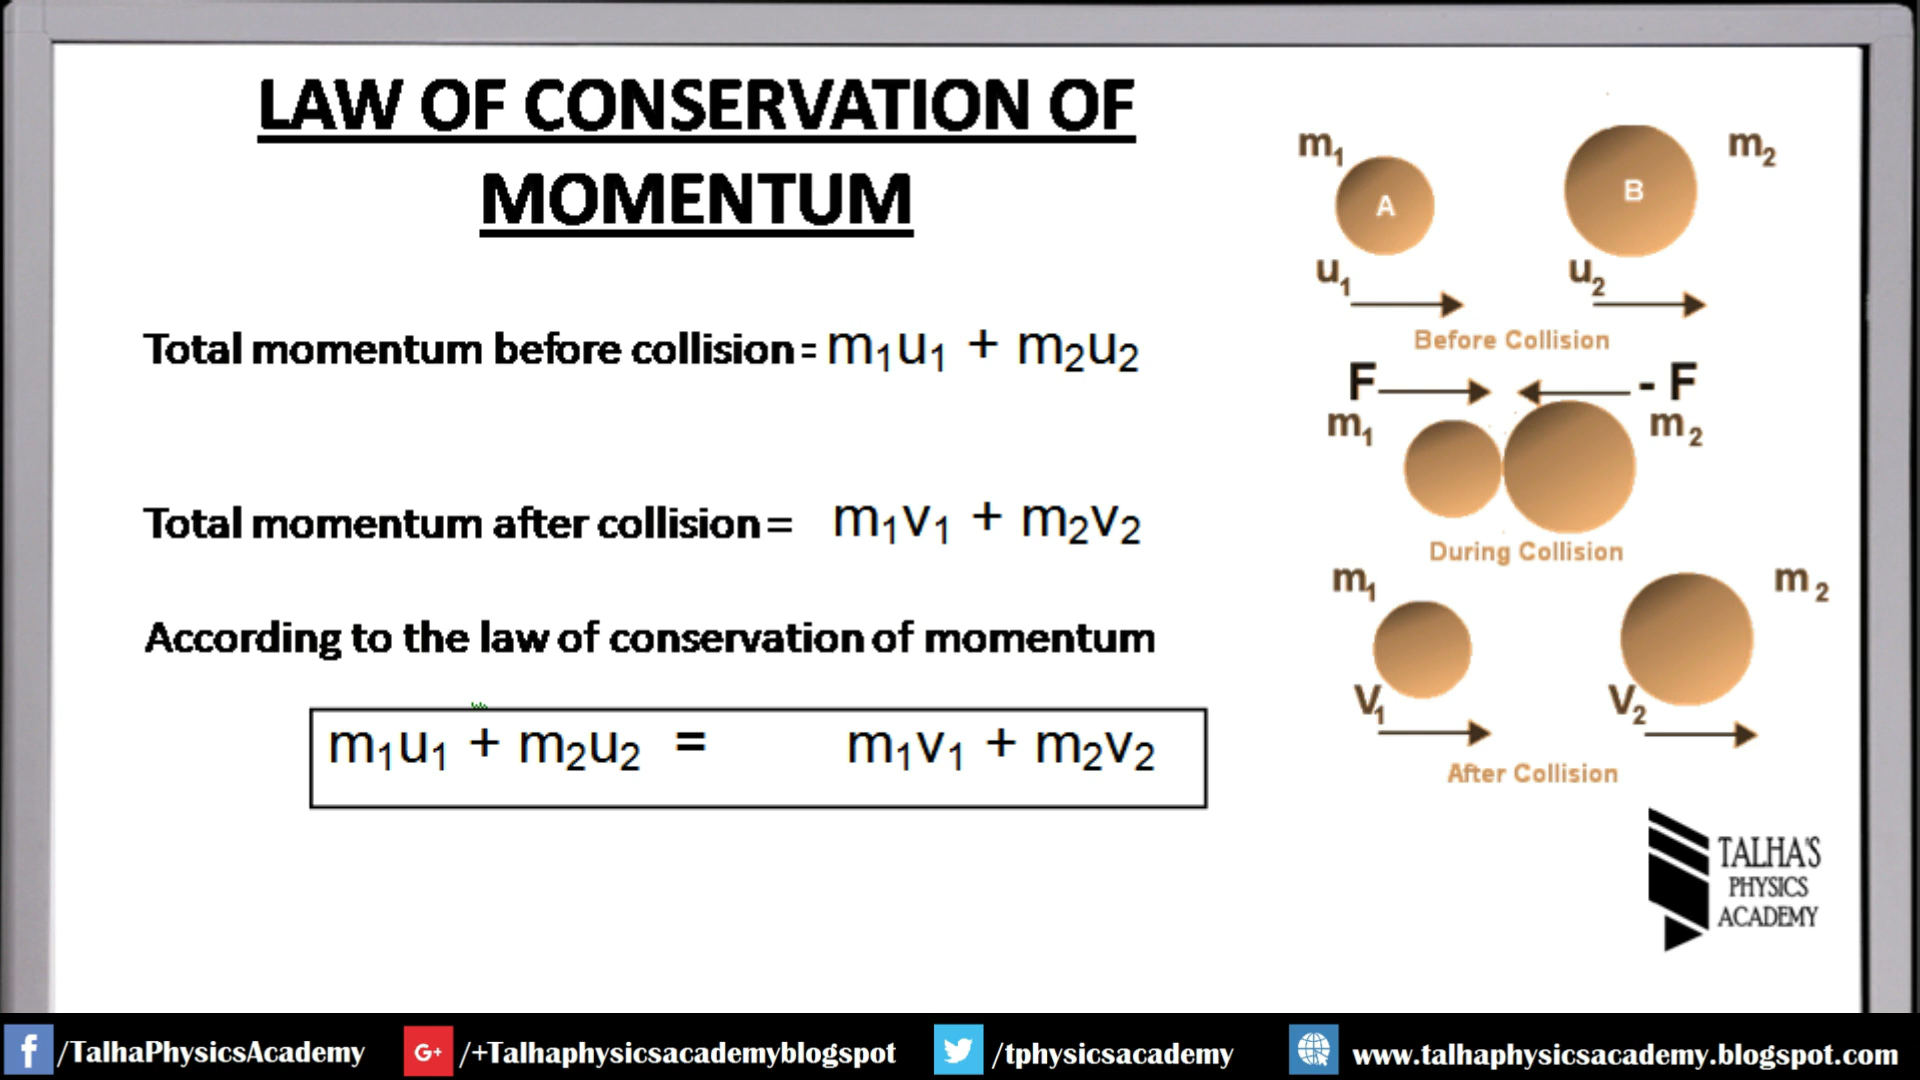 LAW OF CONSERVATION OF
MOMENTUM
Total momentum before collision = m₁u₁ + m₂u₂
Total momentum after collision = m₁v₁ + m₂v₂
According to the law of conservation of momentum
m₁u₁ + m₂u₂ = m₁v₁ + m₂v₂
m₁ m₂
A B
u₁ u₂
Before Collision
F - F
m₁ m₂
During Collision
m₁ m₂
V₁ V₂
After Collision
TALHA'S
PHYSICS
ACADEMY
f /TalhaPhysicsAcademy G+ /+Talhaphysicsacademyblogspot /tphysicsacademy www.talhaphysicsacademy.blogspot.com